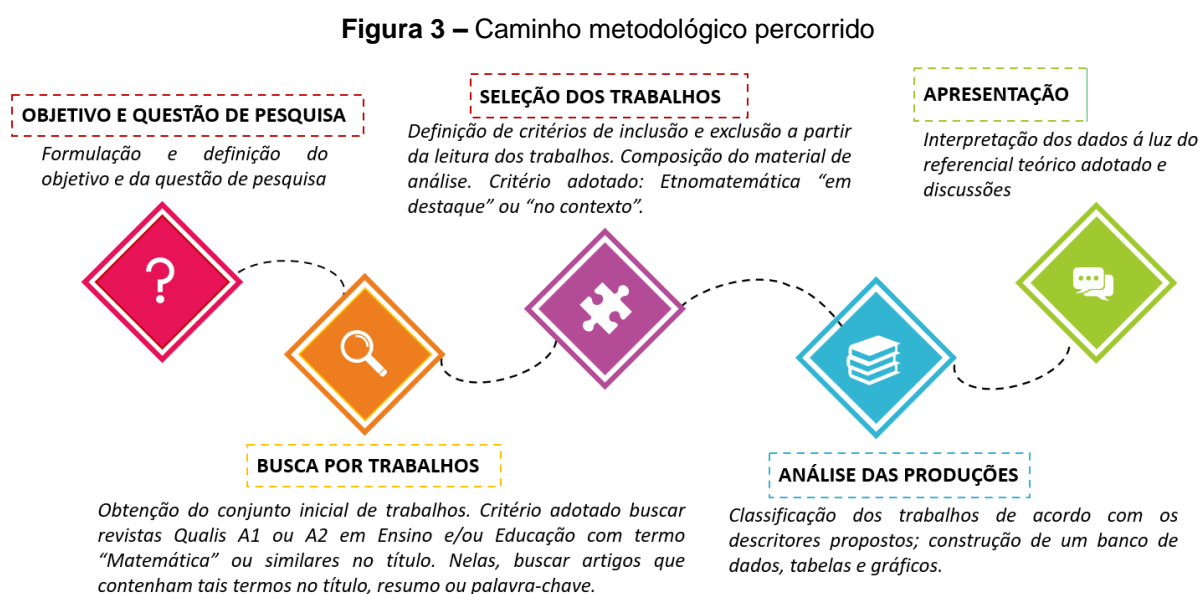 Figura 3 – Caminho metodológico percorrido
OBJETIVO E QUESTÃO DE PESQUISA
Formulação e definição do
objetivo e da questão de pesquisa
BUSCA POR TRABALHOS
Obtenção do conjunto inicial de trabalhos. Critério adotado buscar
revistas Qualis A1 ou A2 em Ensino e/ou Educação com termo
“Matemática” ou similares no título. Nelas, buscar artigos que
contenham tais termos no título, resumo ou palavra-chave.
SELEÇÃO DOS TRABALHOS
Definição de critérios de inclusão e exclusão a partir
da leitura dos trabalhos. Composição do material de
análise. Critério adotado: Etnomatemática “em
destaque” ou “no contexto”.
ANÁLISE DAS PRODUÇÕES
Classificação dos trabalhos de acordo com os
descritores propostos; construção de um banco de
dados, tabelas e gráficos.
APRESENTAÇÃO
Interpretação dos dados á luz do
referencial teórico adotado e
discussões